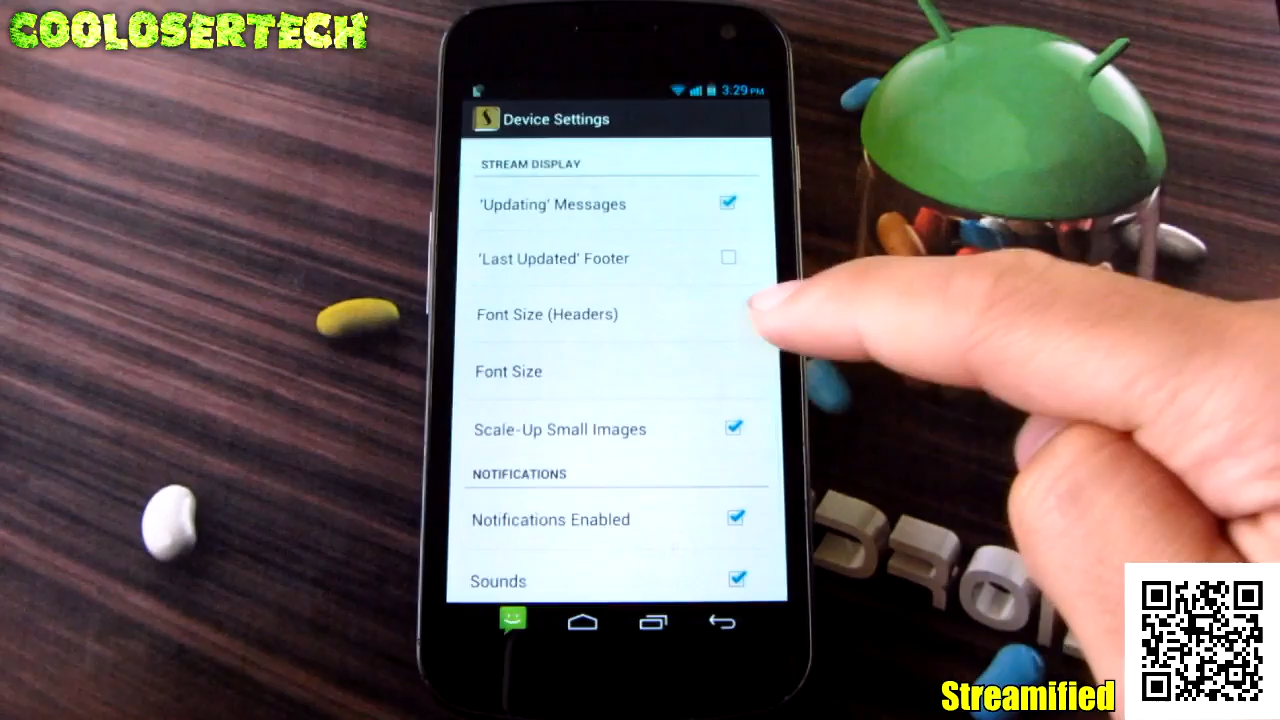 COOLOSERTECH
3:29 PM
Device Settings
STREAM DISPLAY
'Updating' Messages
'Last Updated' Footer
Font Size (Headers)
Font Size
Scale-Up Small Images
NOTIFICATIONS
Notifications Enabled
Sounds
Streamified